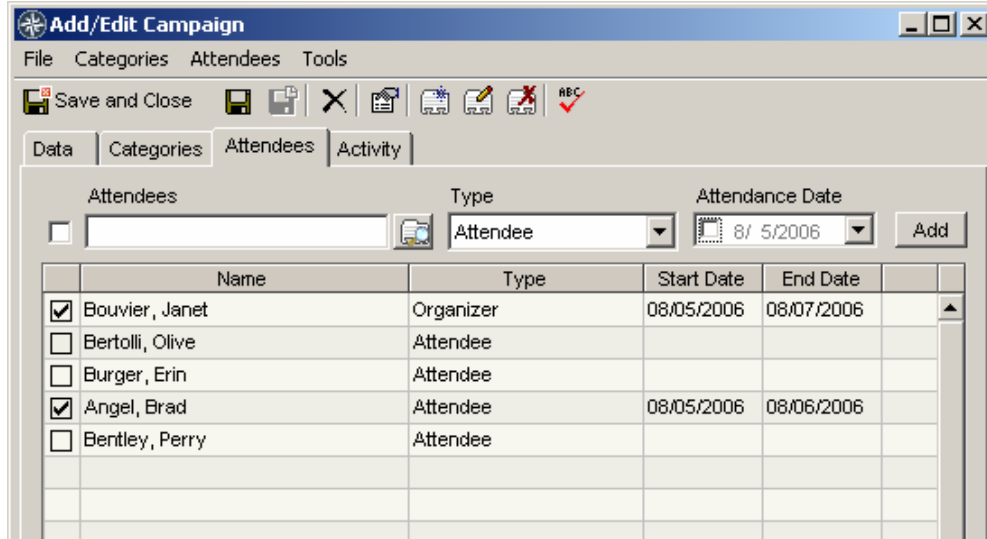 Add/Edit Campaign
File Categories Attendees Tools
Save and Close ABC
Data Categories Attendees Activity
Attendees Type Attendance Date
Attendee 8/ 5/2006 Add
Name Type Start Date End Date
Bouvier, Janet Organizer 08/05/2006 08/07/2006
Bertolli, Olive Attendee
Burger, Erin Attendee
Angel, Brad Attendee 08/05/2006 08/06/2006
Bentley, Perry Attendee